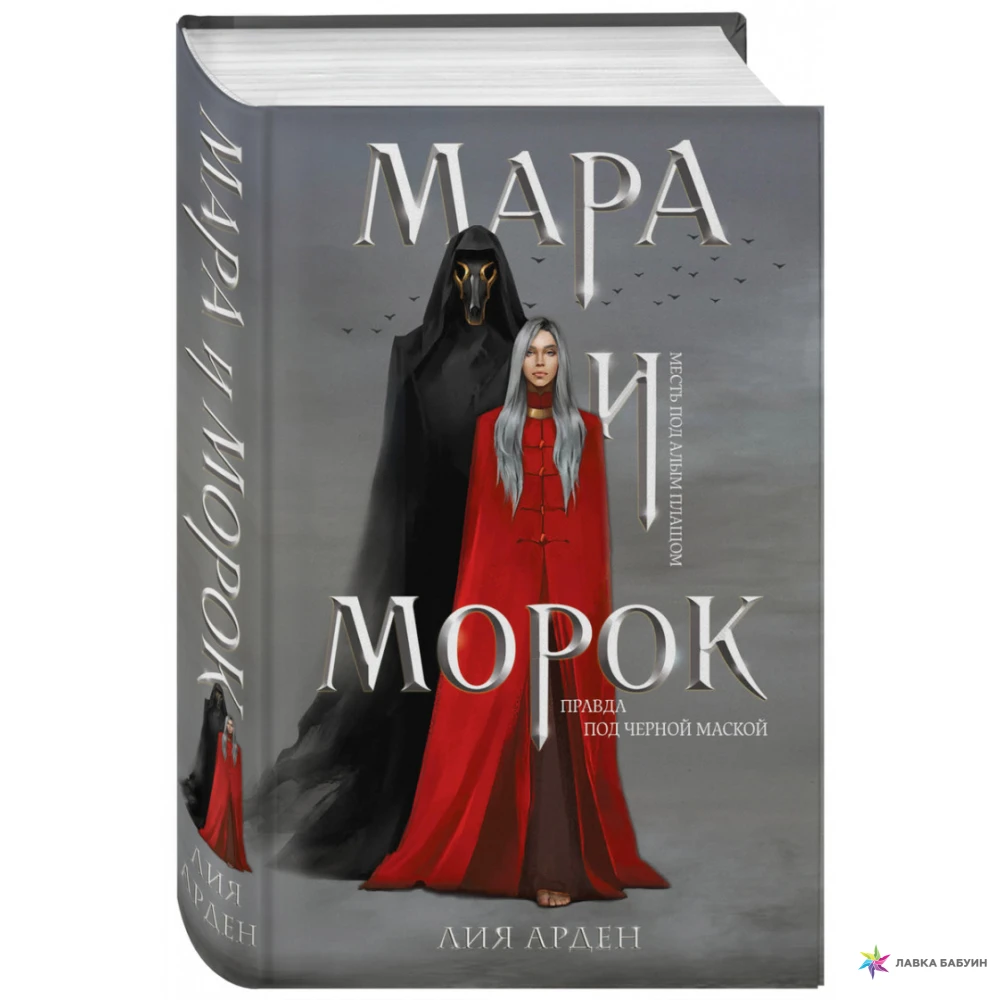 МАРА
И
МЕСТЬ ПОД АЛЫМ ПЛАЩОМ
МОРОК
ПРАВДА
ПОД ЧЕРНОЙ МАСКОЙ
ЛИЯ АРДЕН
МАРА И МОРОК
ЛИЯ
АРДЕН
ЛАВКА БАБУИН